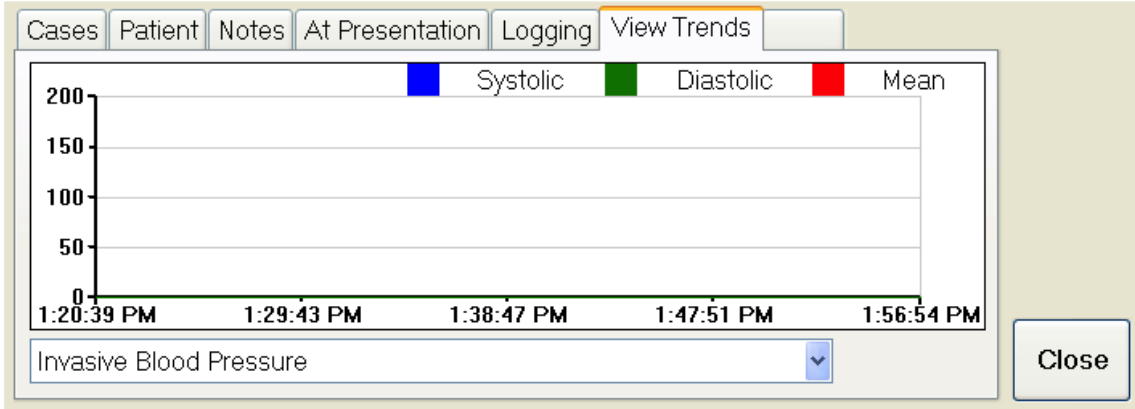 Cases Patient Notes At Presentation Logging View Trends
Systolic Diastolic Mean
200
150
100
50
0
1:20:39 PM 1:29:43 PM 1:38:47 PM 1:47:51 PM 1:56:54 PM
Invasive Blood Pressure
Close